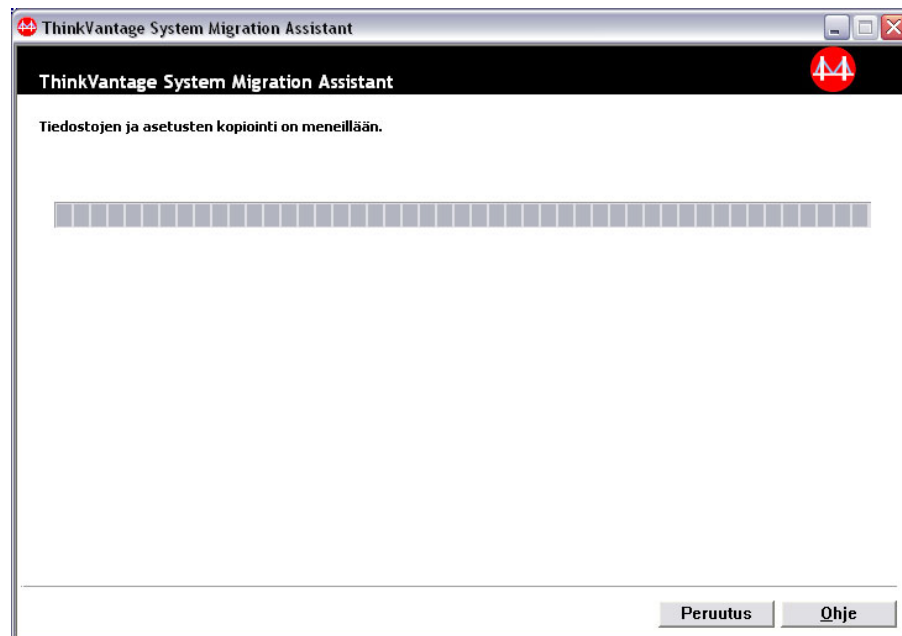 ThinkVantage System Migration Assistant
ThinkVantage System Migration Assistant
Tiedostojen ja asetusten kopiointi on meneillään.
Peruutus Ohje